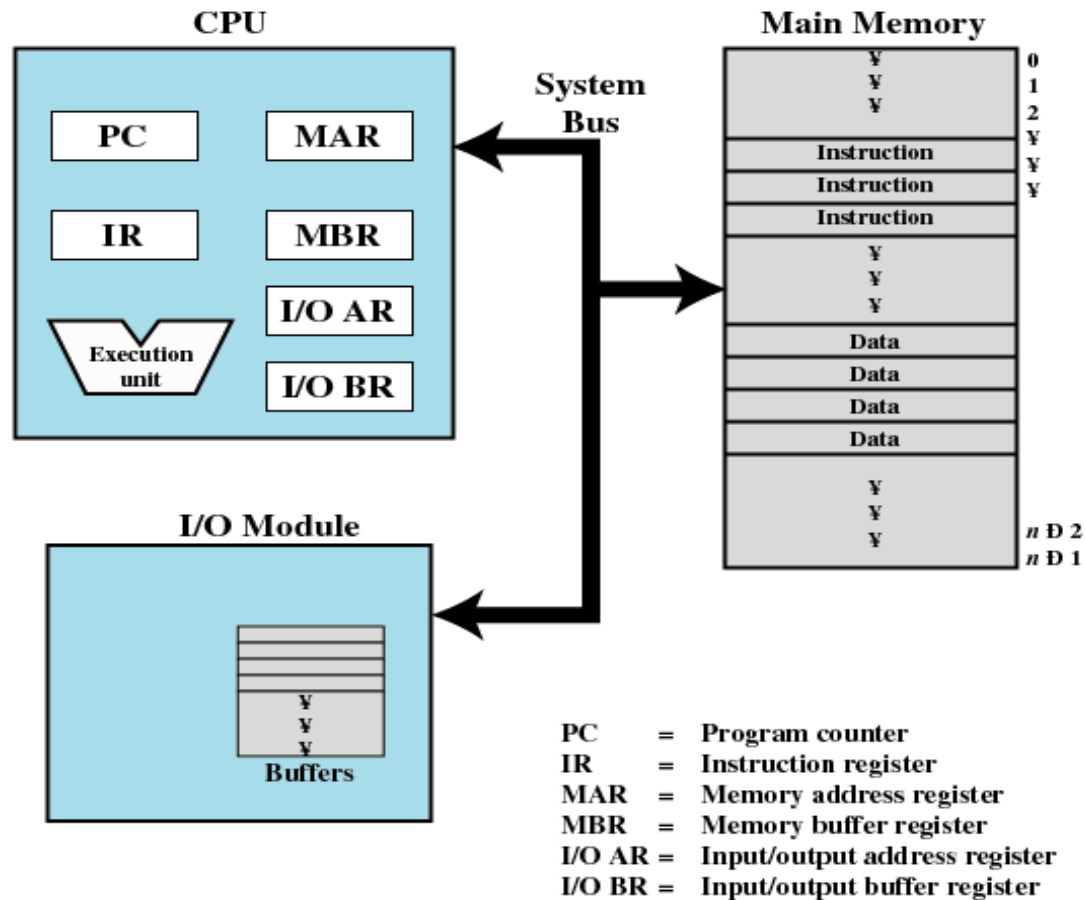 CPU
PC
MAR
IR
MBR
I/O AR
I/O BR
Execution
unit
System
Bus
Main Memory
¥
¥
¥
Instruction
Instruction
Instruction
¥
¥
¥
Data
Data
Data
Data
¥
¥
¥
0
1
2
¥
¥
¥
n Ð 2
n Ð 1
I/O Module
¥
¥
¥
Buffers
PC = Program counter
IR = Instruction register
MAR = Memory address register
MBR = Memory buffer register
I/O AR = Input/output address register
I/O BR = Input/output buffer register